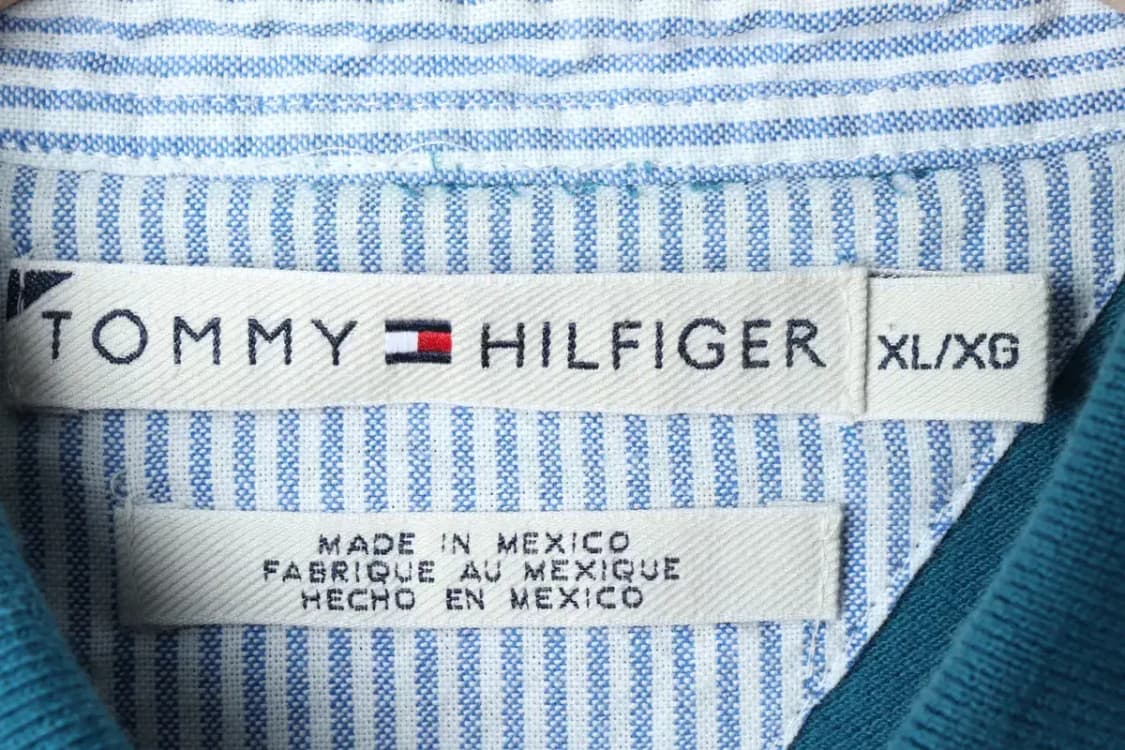 TOMMY HILFIGER
XL/XG
MADE IN MEXICO
FABRIQUE AU MEXIQUE
HECHO EN MEXICO